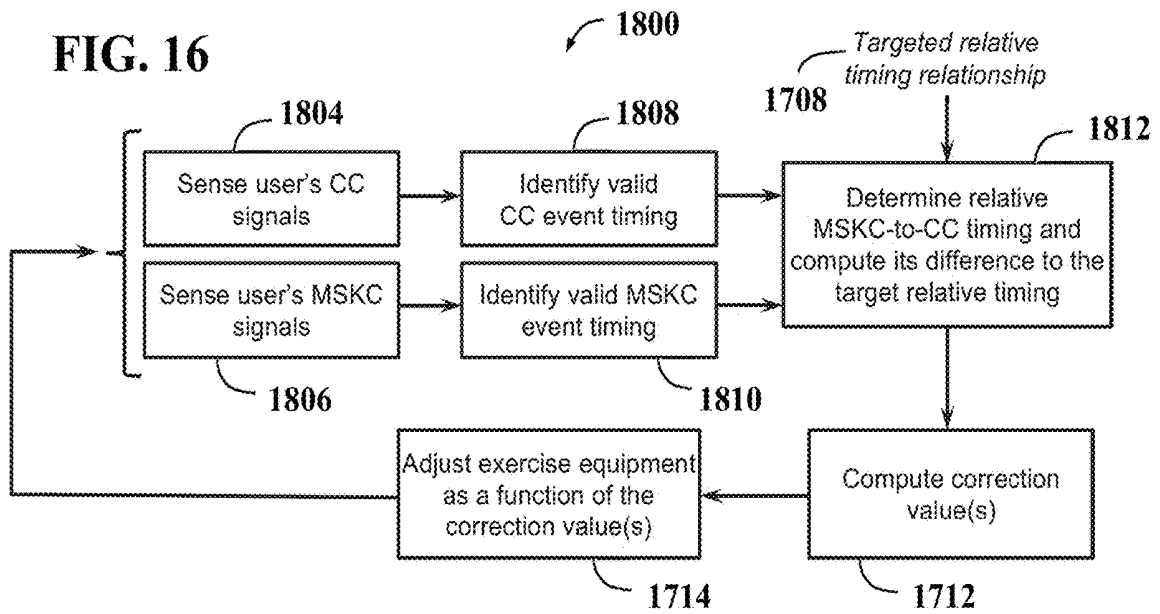 FIG. 16
1800
Targeted relative
timing relationship
1708
1804
1808
1812
Sense user's CC
signals
Identify valid
CC event timing
Determine relative
MSKC-to-CC timing and
compute its difference to the
target relative timing
Sense user's MSKC
signals
Identify valid MSKC
event timing
1806
1810
Adjust exercise equipment
as a function of the
correction value(s)
Compute correction
value(s)
1714
1712